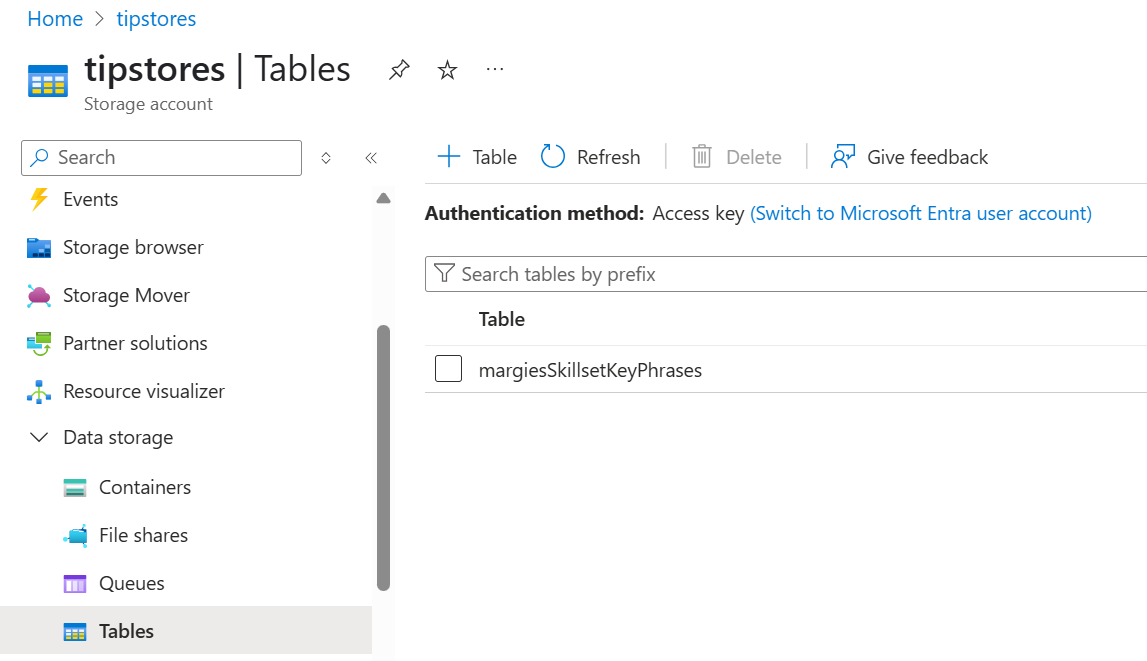 Home > tipstores
tipstores | Tables
Storage account
Search
Table
Refresh
Delete
Give feedback
Events
Storage browser
Storage Mover
Partner solutions
Resource visualizer
Data storage
Containers
File shares
Queues
Tables
Authentication method: Access key (Switch to Microsoft Entra user account)
Search tables by prefix
Table
margiesSkillsetKeyPhrases